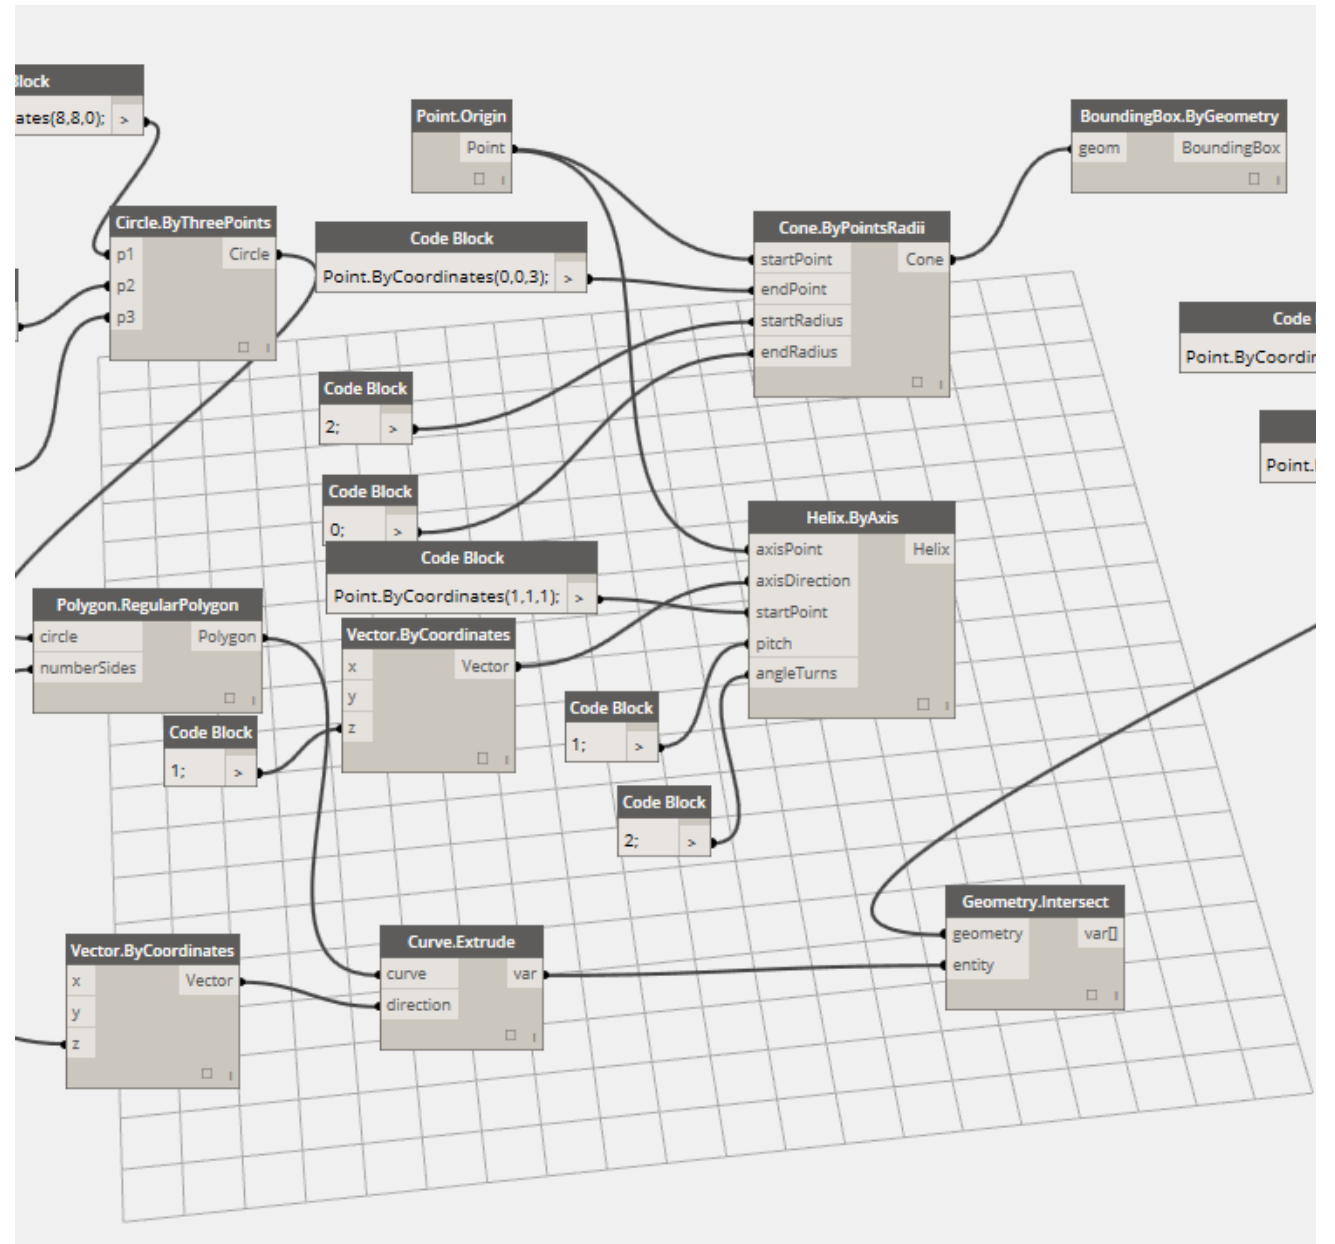 Block
ates(8,8,0); >
Point.Origin
Point
BoundingBox.ByGeometry
geom BoundingBox
Circle.ByThreePoints
p1 Circle
p2
p3
Code Block
Point.ByCoordinates(0,0,3); >
Cone.ByPointsRadii
startPoint Cone
endPoint
startRadius
endRadius
Code
Point.ByCoordin
Code Block
2; >
Point.
Code Block
0; >
Code Block
Point.ByCoordinates(1,1,1); >
Helix.ByAxis
axisPoint Helix
axisDirection
startPoint
pitch
angleTurns
Polygon.RegularPolygon
circle Polygon
numberSides
Vector.ByCoordinates
x Vector
y
z
Code Block
1; >
Code Block
1; >
Code Block
2; >
Geometry.Intersect
geometry var[]
entity
Curve.Extrude
curve var
direction
Vector.ByCoordinates
x Vector
y
z